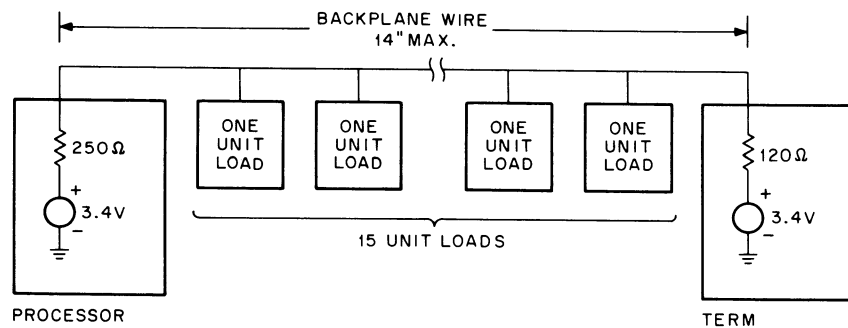 BACKPLANE WIRE
14" MAX.
250Ω
+
3.4V
−
PROCESSOR
ONE
UNIT
LOAD
ONE
UNIT
LOAD
ONE
UNIT
LOAD
ONE
UNIT
LOAD
15 UNIT LOADS
120Ω
+
3.4V
−
TERM